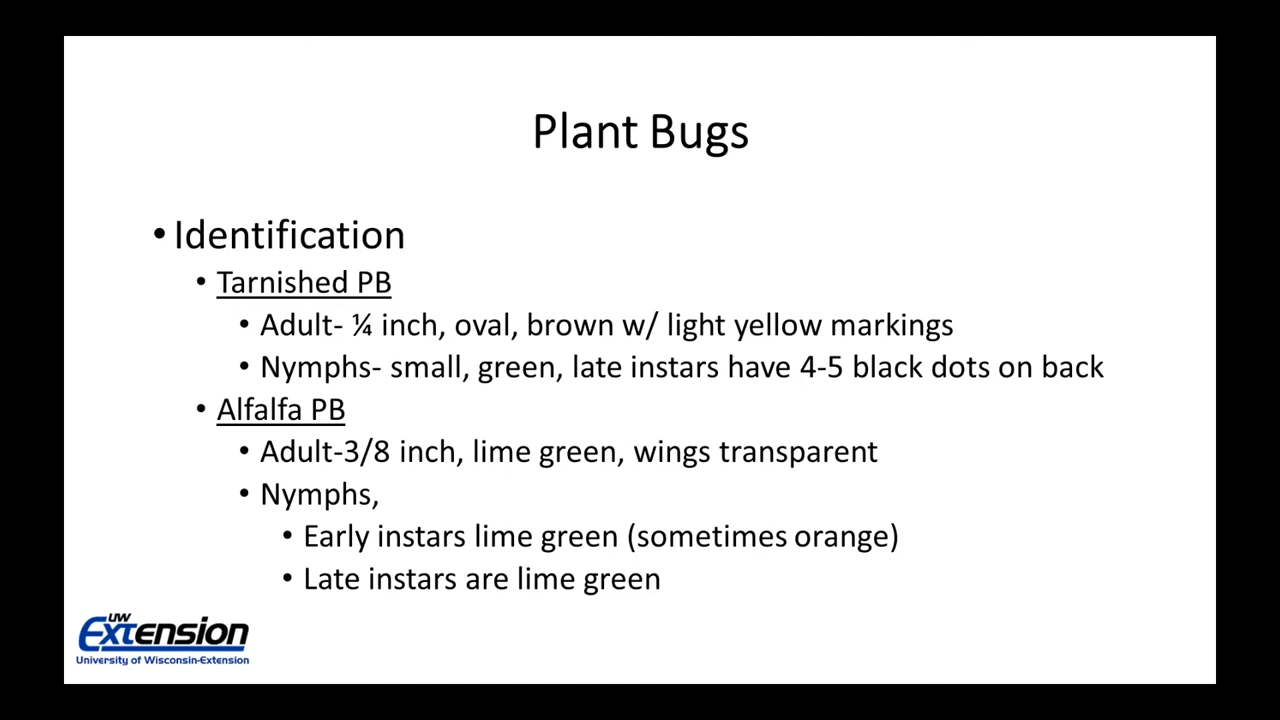 Plant Bugs
• Identification
• Tarnished PB
• Adult- ¼ inch, oval, brown w/ light yellow markings
• Nymphs- small, green, late instars have 4-5 black dots on back
• Alfalfa PB
• Adult-3/8 inch, lime green, wings transparent
• Nymphs,
• Early instars lime green (sometimes orange)
• Late instars are lime green
UW
Extension
University of Wisconsin-Extension